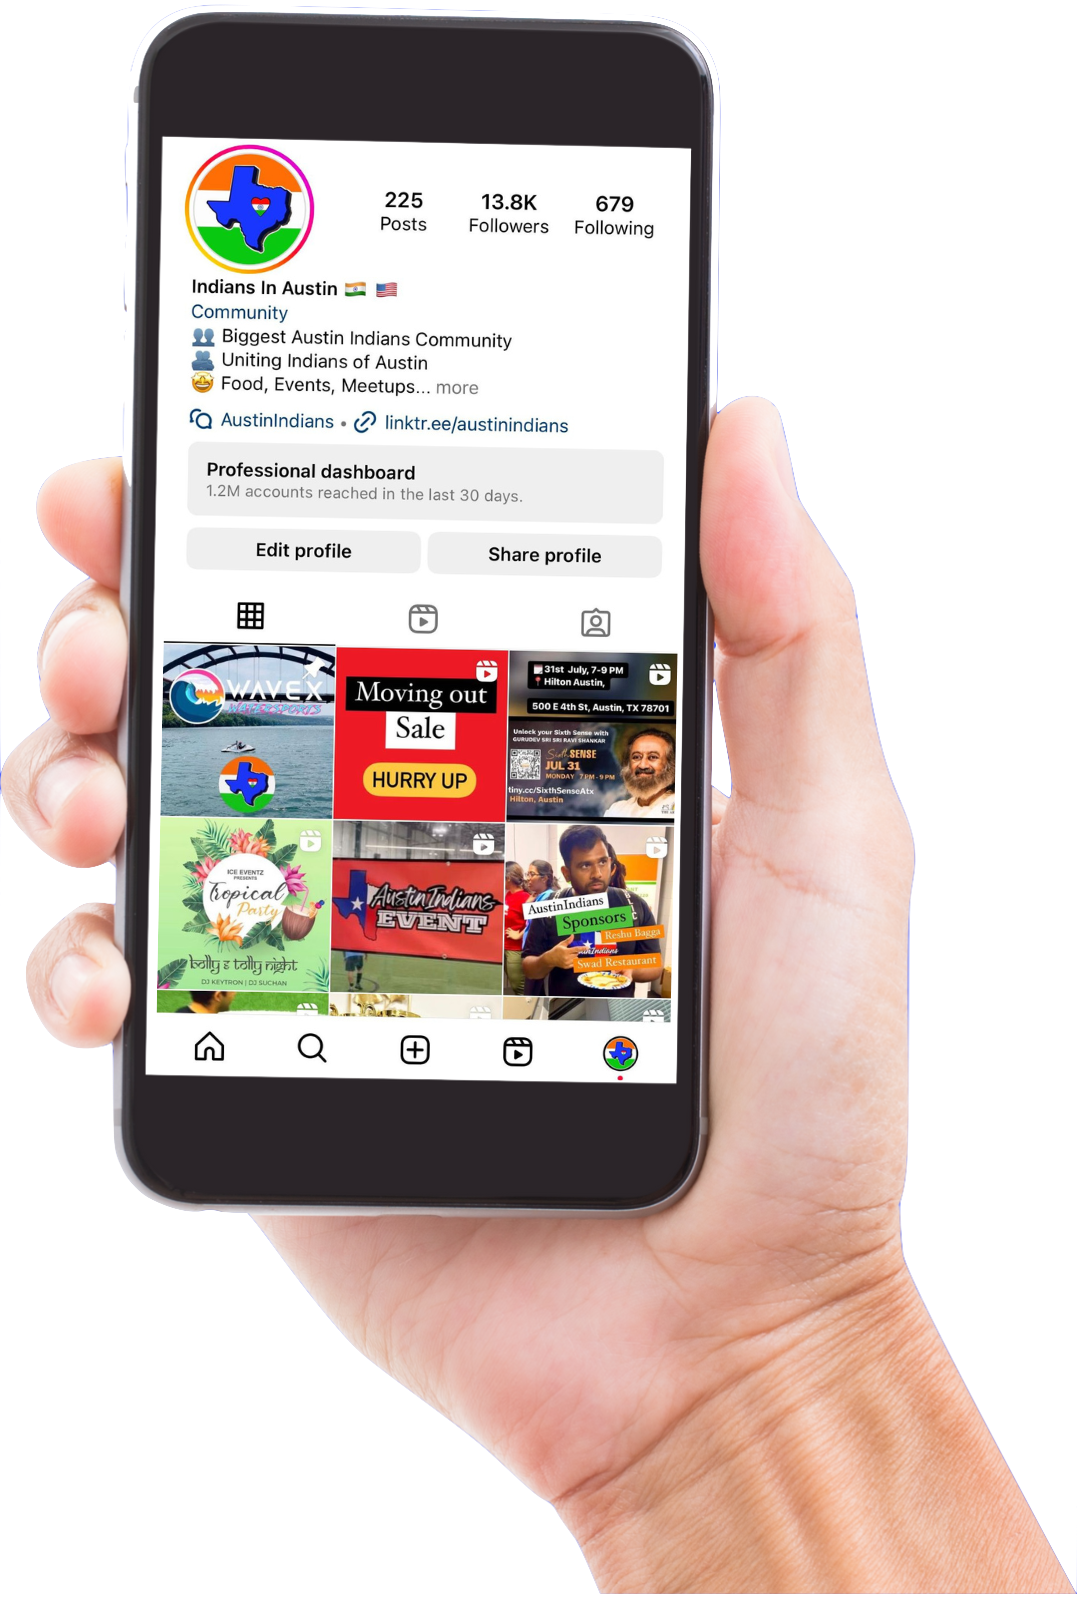 225
Posts
13.8K
Followers
679
Following
Indians In Austin 🇮🇳 🇺🇸
Community
👥 Biggest Austin Indians Community
🫂 Uniting Indians of Austin
🤩 Food, Events, Meetups... more
AustinIndians • linktr.ee/austinindians
Professional dashboard
1.2M accounts reached in the last 30 days.
Edit profile
Share profile
WAVEX
WATERSPORTS
Moving out
Sale
HURRY UP
31st July, 7-9 PM
📍Hilton Austin,
500 E 4th St, Austin, TX 78701
Unlock your Sixth Sense with
GURUDEV SRI SRI RAVI SHANKAR
Sixth SENSE
JUL 31
MONDAY 7 PM - 9 PM
tiny.cc/SixthSenseAtx
Hilton, Austin
ICE EVENTZ
PRESENTS
Tropical
Party
bolly & tolly night
DJ KEYTRON | DJ SUCHAN
Austin Indians
EVENT
AustinIndians
Sponsors
Reshu Bagga
Swad Restaurant